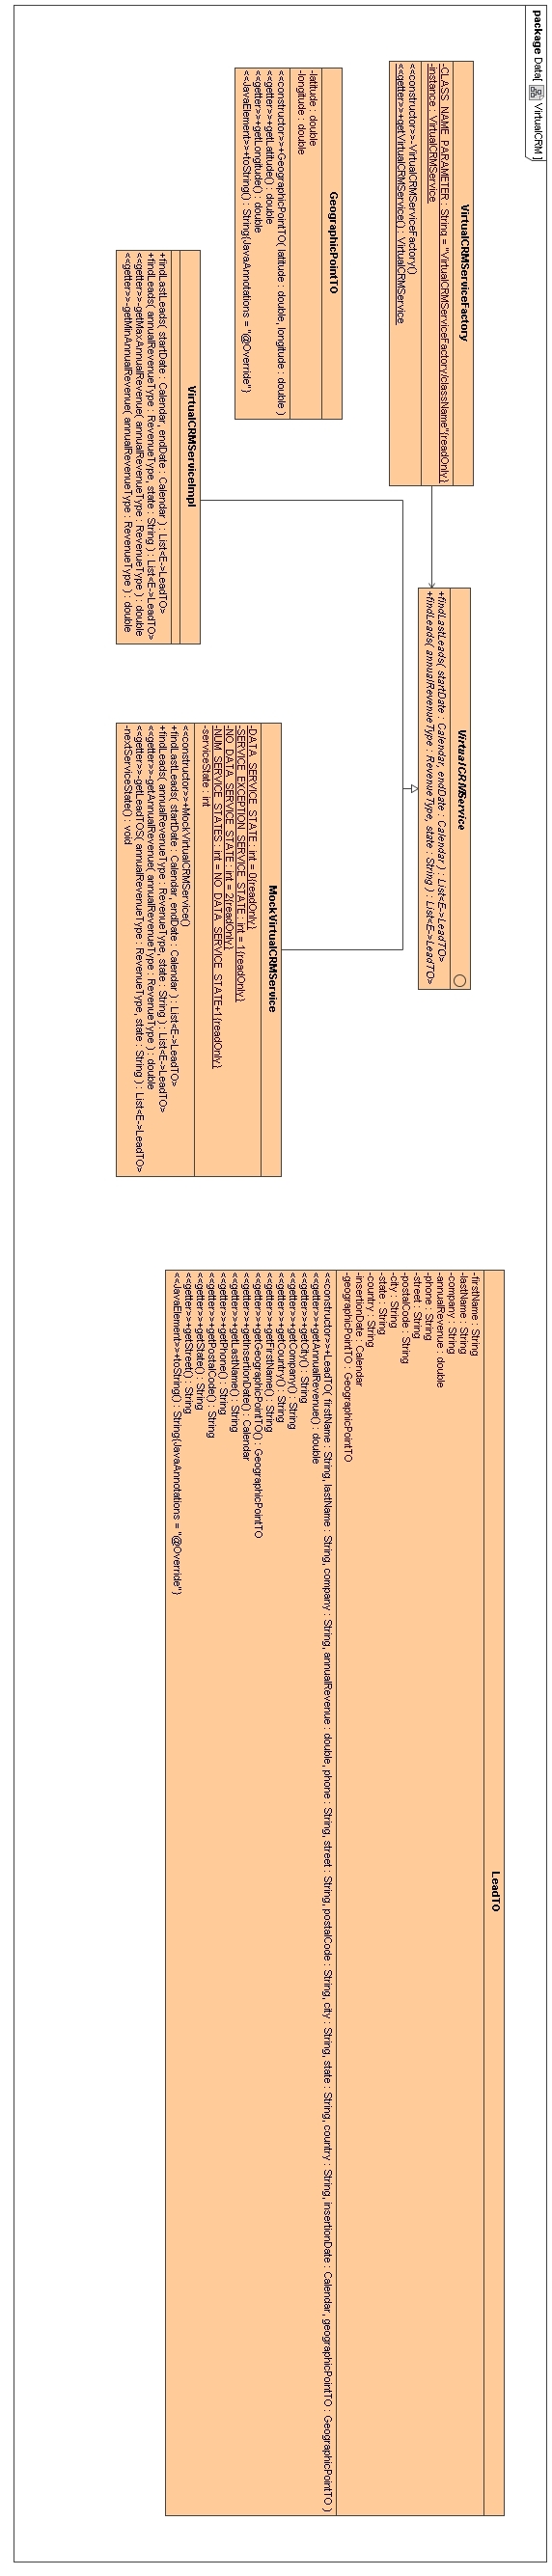 package Data[ VirtualCRM ]
VirtualCRMServiceFactory
-CLASS_NAME_PARAMETER : String = "VirtualCRMServiceFactory/className"{readOnly}
-instance : VirtualCRMService
<<constructor>>-VirtualCRMServiceFactory()
<<getter>>+getVirtualCRMService() : VirtualCRMService
VirtualCRMService
+findLastLeads( startDate : Calendar, endDate : Calendar ) : List<E->LeadTO>
+findLeads( annualRevenueType : RevenueType, state : String ) : List<E->LeadTO>
GeographicPointTO
-latitude : double
-longitude : double
<<constructor>>+GeographicPointTO( latitude : double, longitude : double )
<<getter>>+getLatitude() : double
<<getter>>+getLongitude() : double
<<JavaElement>>+toString() : String{JavaAnnotations = "@Override"}
VirtualCRMServiceImpl
+findLastLeads( startDate : Calendar, endDate : Calendar ) : List<E->LeadTO>
+findLeads( annualRevenueType : RevenueType, state : String ) : List<E->LeadTO>
<<getter>>-getMaxAnnualRevenue( annualRevenueType : RevenueType ) : double
<<getter>>-getMinAnnualRevenue( annualRevenueType : RevenueType ) : double
MockVirtualCRMService
-DATA_SERVICE_STATE : int = 0{readOnly}
-SERVICE_EXCEPTION_SERVICE_STATE : int = 1{readOnly}
-NO_DATA_SERVICE_STATE : int = 2{readOnly}
-NUM_SERVICE_STATES : int = NO_DATA_SERVICE_STATE+1{readOnly}
-serviceState : int
<<constructor>>+MockVirtualCRMService()
+findLastLeads( startDate : Calendar, endDate : Calendar ) : List<E->LeadTO>
+findLeads( annualRevenueType : RevenueType, state : String ) : List<E->LeadTO>
<<getter>>-getAnnualRevenue( annualRevenueType : RevenueType ) : double
<<getter>>-getLeadTOS( annualRevenueType : RevenueType, state : String ) : List<E->LeadTO>
-nextServiceState() : void
LeadTO
-firstName : String
-lastName : String
-company : String
-annualRevenue : double
-phone : String
-street : String
-postalCode : String
-city : String
-state : String
-country : String
-insertionDate : Calendar
-geographicPointTO : GeographicPointTO
<<constructor>>+LeadTO( firstName : String, lastName : String, company : String, annualRevenue : double, phone : String, street : String, postalCode : String, city : String, state : String, country : String, insertionDate : Calendar, geographicPointTO : GeographicPointTO )
<<getter>>+getAnnualRevenue() : double
<<getter>>+getCity() : String
<<getter>>+getCompany() : String
<<getter>>+getCountry() : String
<<getter>>+getFirstName() : String
<<getter>>+getGeographicPointTO() : GeographicPointTO
<<getter>>+getInsertionDate() : Calendar
<<getter>>+getLastName() : String
<<getter>>+getPhone() : String
<<getter>>+getPostalCode() : String
<<getter>>+getState() : String
<<getter>>+getStreet() : String
<<JavaElement>>+toString() : String{JavaAnnotations = "@Override"}